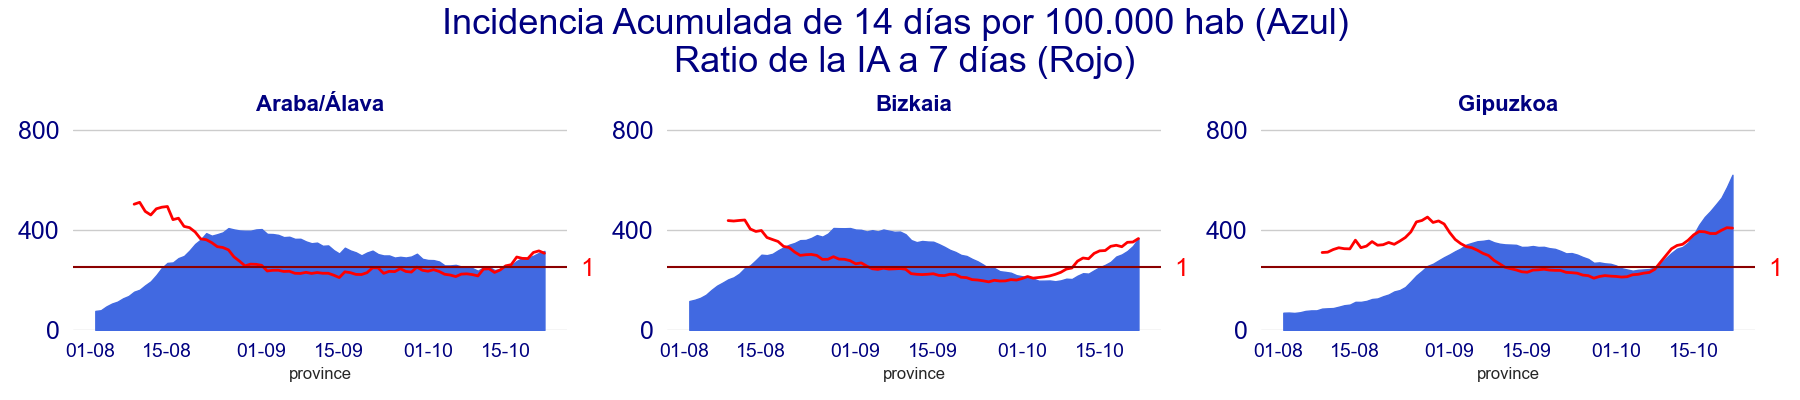 Incidencia Acumulada de 14 días por 100.000 hab (Azul)
Ratio de la IA a 7 días (Rojo)
Araba/Álava
Bizkaia
Gipuzkoa
800
400
0
1
01-08 15-08 01-09 15-09 01-10 15-10
province
800
400
0
1
01-08 15-08 01-09 15-09 01-10 15-10
province
800
400
0
1
01-08 15-08 01-09 15-09 01-10 15-10
province